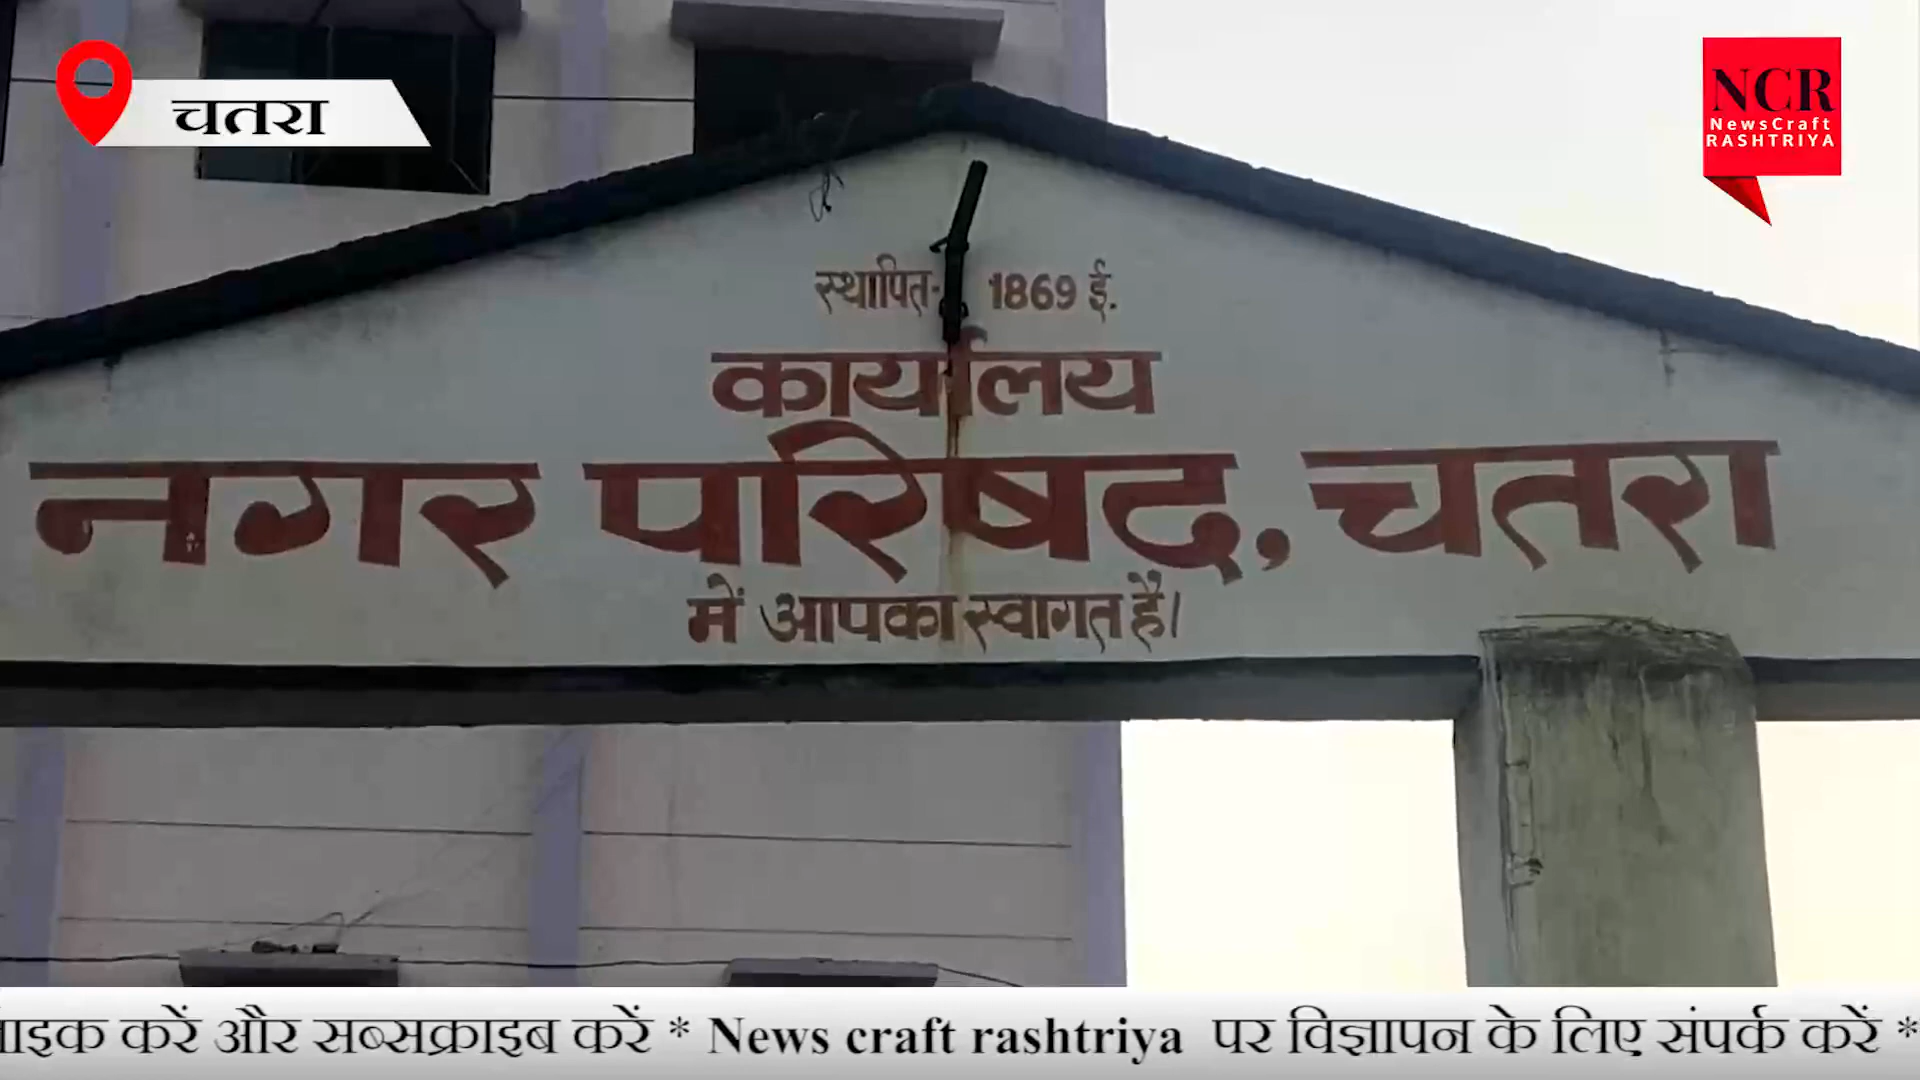 चतरा
NCR
NewsCraft
RASHTRIYA
स्थापित- 1869 ई.
कार्यालय
नगर परिषद, चतरा
में आपका स्वागत है।
करें और सब्सक्राइब करें * News craft rashtriya पर विज्ञापन के लिए संपर्क करें *